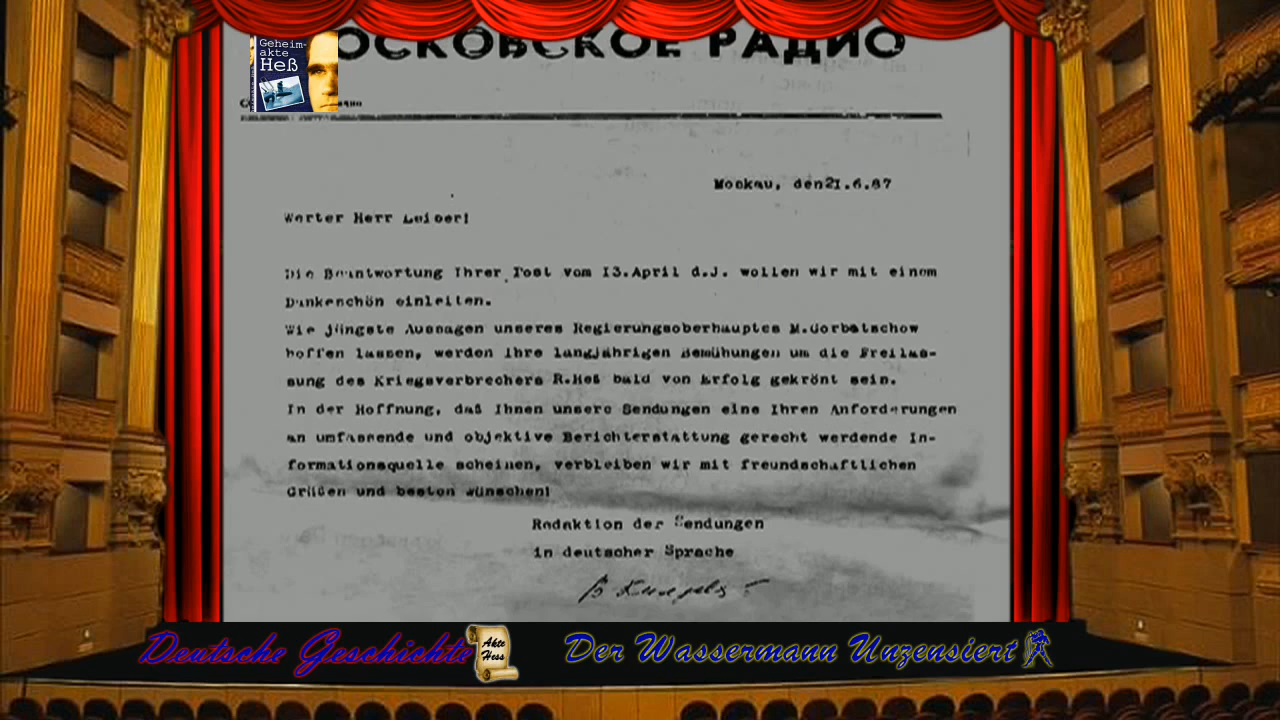 МОСКОВСКОЕ РАДИО
Geheim-
akte
Heß
Moskau, den 21.6.87
Werter Herr
Die Beantwortung Ihrer Post vom 13.April d.J. wollen wir mit einem
Dankenchön einleiten.
Wie jüngste Aussagen unseres Regierungsoberhauptes M.Gorbatschow
hoffen lassen, werden Ihre langjährigen Bemühungen um die Freilas-
sung des Kriegsverbrechers R.Heß bald von Erfolg gekrönt sein.
In der Hoffnung, daß Ihnen unsere Sendungen eine Ihren Anforderungen
an umfassende und objektive Berichterstattung gerecht werdende In-
formationsquelle scheinen, verbleiben wir mit freundschaftlichen
Grüßen und besten Wünschen!
Redaktion der Sendungen
in deutscher Sprache
Deutsche Geschichte
Akte
Hess
Der Wassermann Unzensiert